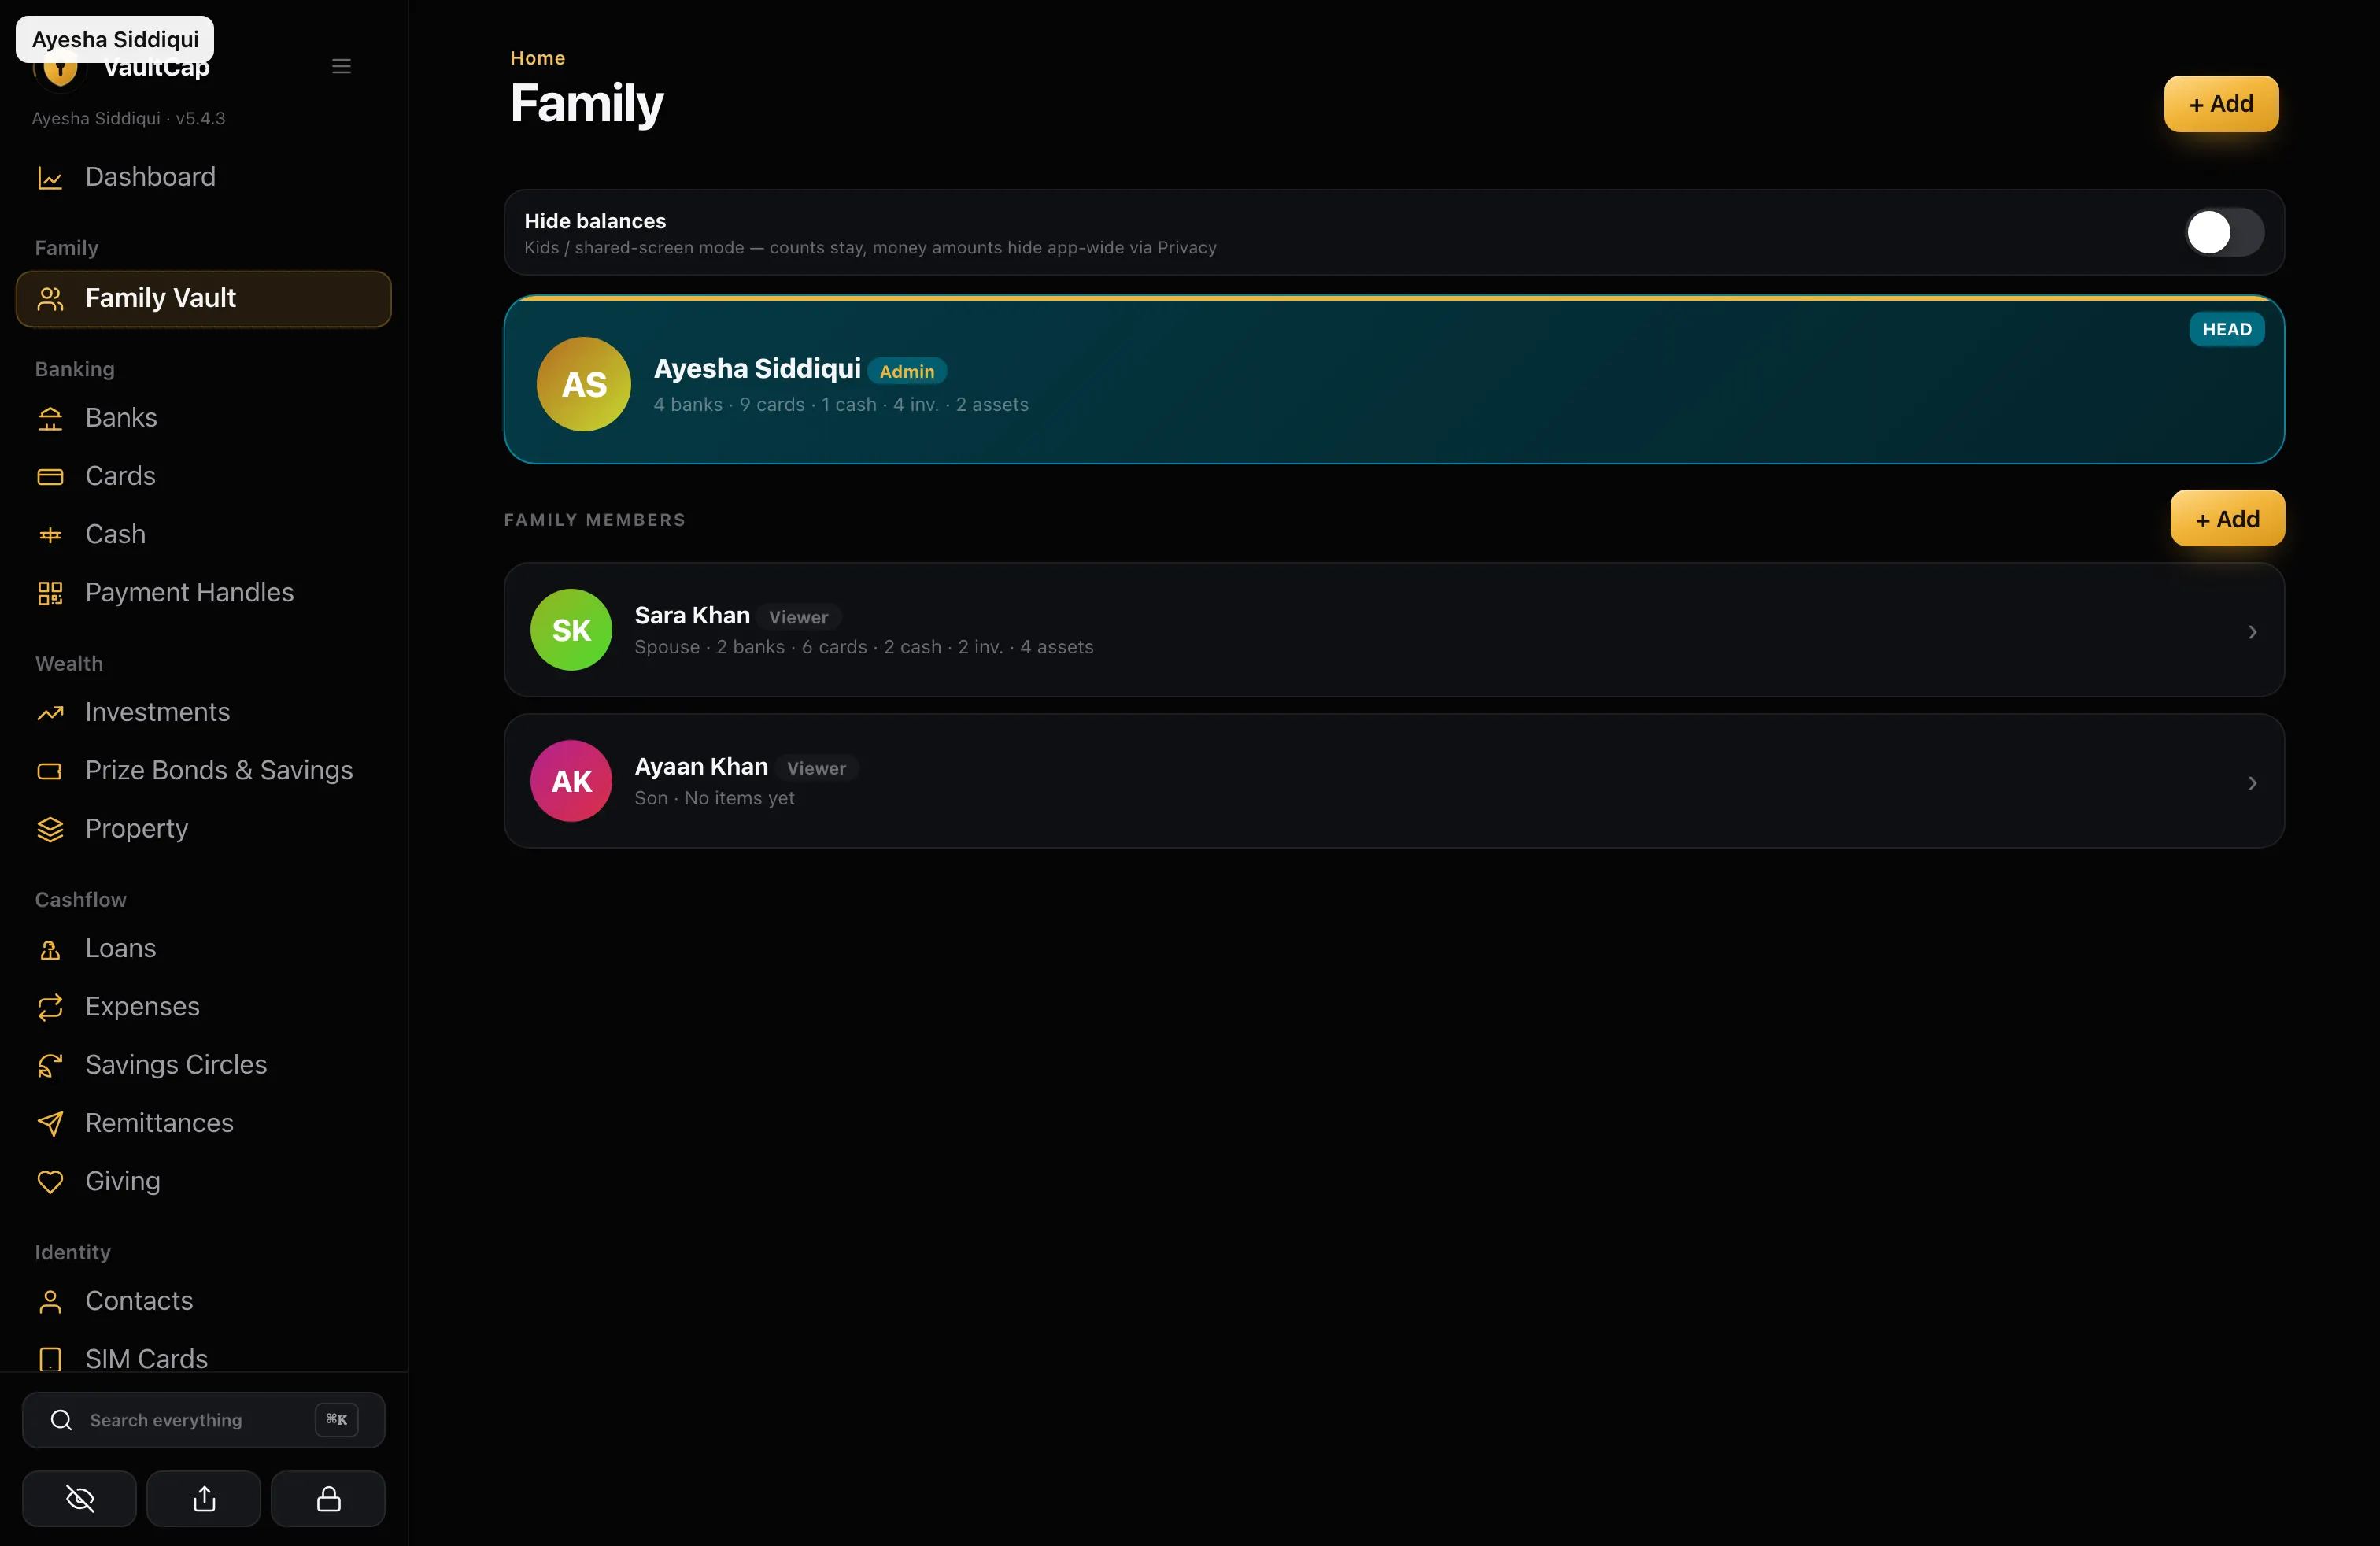 Ayesha Siddiqui
VaultCap
Ayesha Siddiqui · v5.4.3
Dashboard
Family
Family Vault
Banking
Banks
Cards
Cash
Payment Handles
Wealth
Investments
Prize Bonds & Savings
Property
Cashflow
Loans
Expenses
Savings Circles
Remittances
Giving
Identity
Contacts
SIM Cards
Search everything ⌘K
Home
Family
+ Add
Hide balances
Kids / shared-screen mode — counts stay, money amounts hide app-wide via Privacy
HEAD
AS
Ayesha Siddiqui Admin
4 banks · 9 cards · 1 cash · 4 inv. · 2 assets
FAMILY MEMBERS
+ Add
SK
Sara Khan Viewer
Spouse · 2 banks · 6 cards · 2 cash · 2 inv. · 4 assets
AK
Ayaan Khan Viewer
Son · No items yet